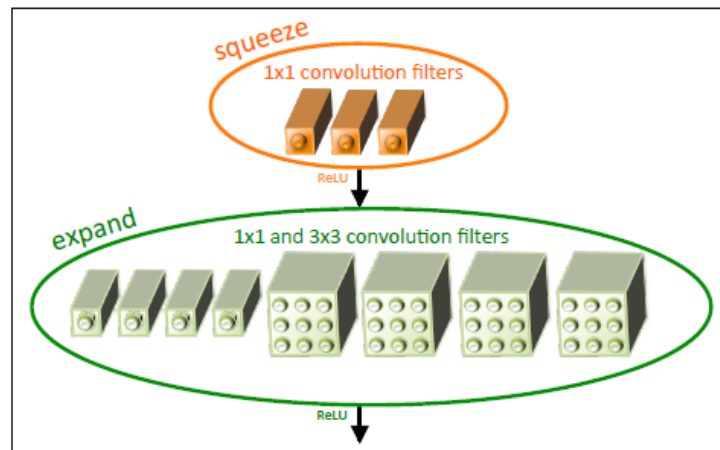 squeeze
1x1 convolution filters
ReLU
expand
1x1 and 3x3 convolution filters
ReLU